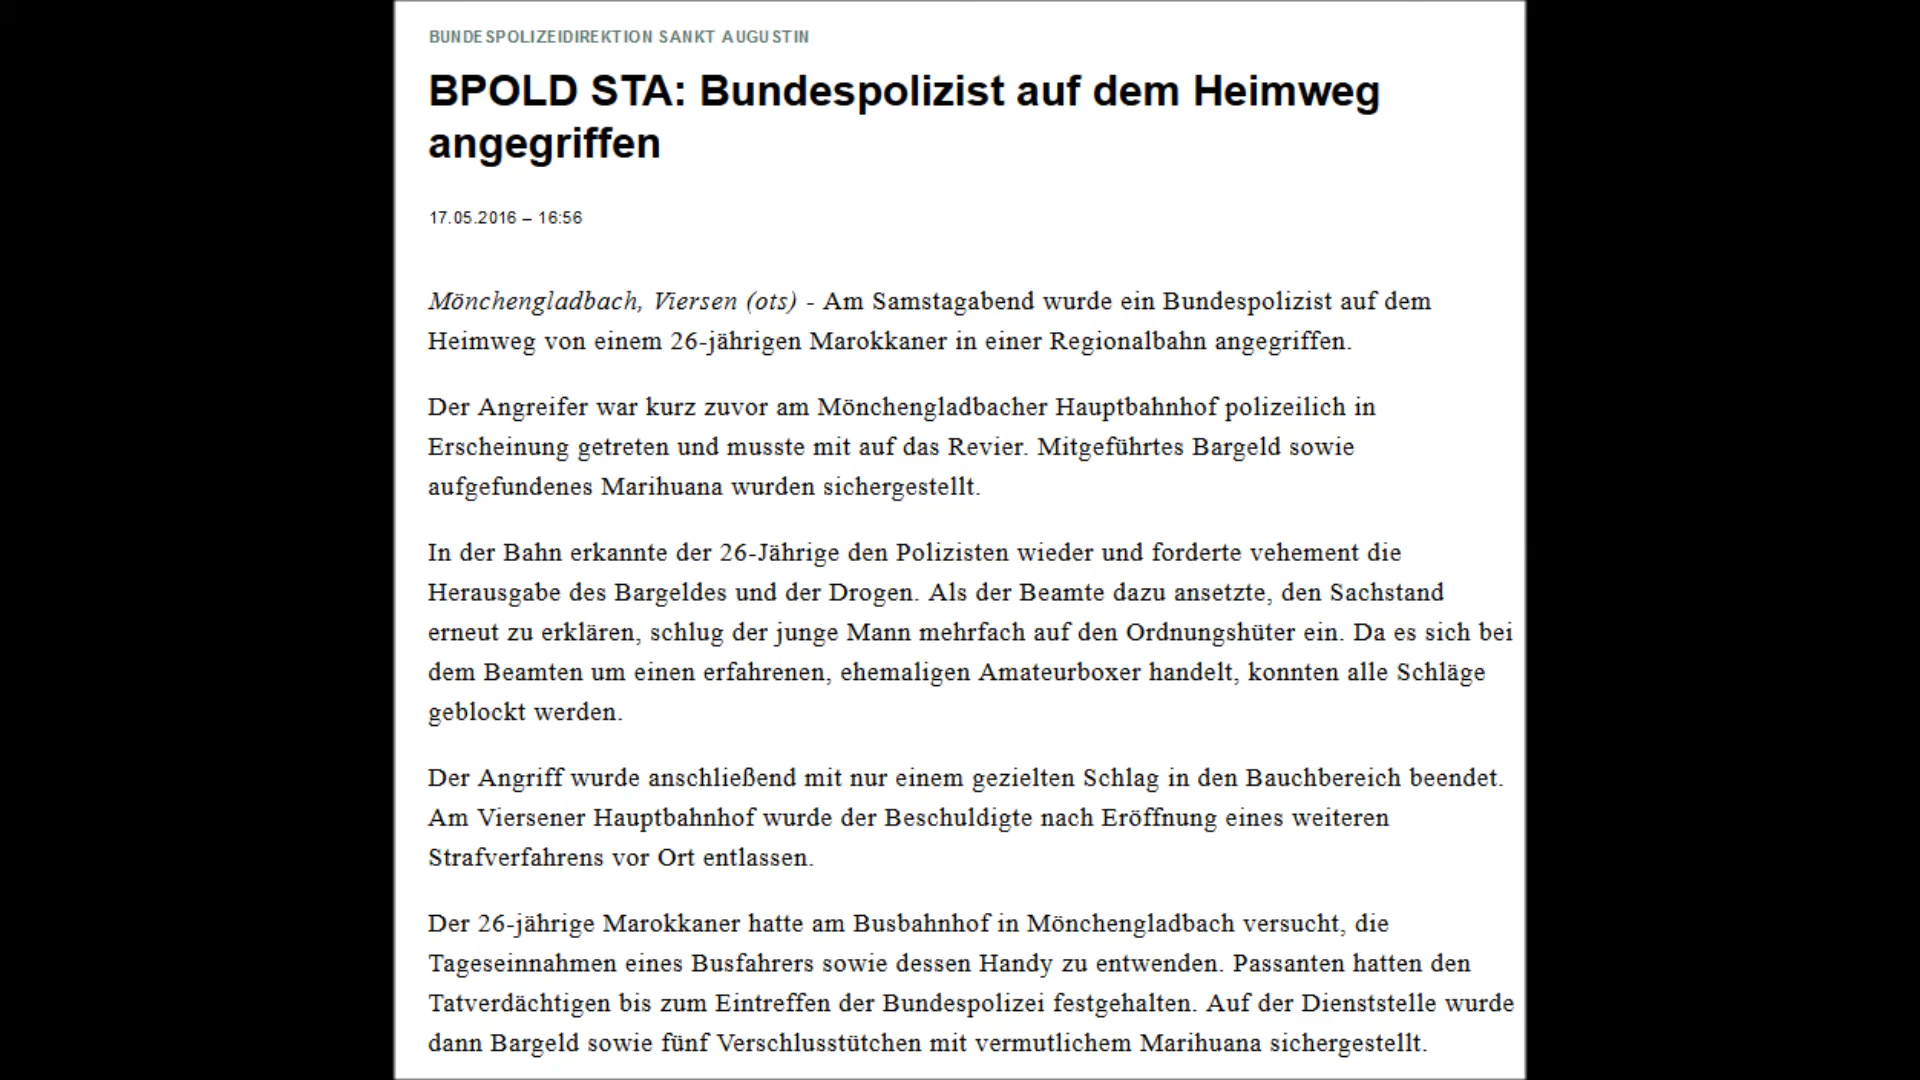 BUNDESPOLIZEIDIREKTION SANKT AUGUSTIN
BPOLD STA: Bundespolizist auf dem Heimweg
angegriffen
17.05.2016 – 16:56
Mönchengladbach, Viersen (ots) - Am Samstagabend wurde ein Bundespolizist auf dem
Heimweg von einem 26-jährigen Marokkaner in einer Regionalbahn angegriffen.
Der Angreifer war kurz zuvor am Mönchengladbacher Hauptbahnhof polizeilich in
Erscheinung getreten und musste mit auf das Revier. Mitgeführtes Bargeld sowie
aufgefundenes Marihuana wurden sichergestellt.
In der Bahn erkannte der 26-Jährige den Polizisten wieder und forderte vehement die
Herausgabe des Bargeldes und der Drogen. Als der Beamte dazu ansetzte, den Sachstand
erneut zu erklären, schlug der junge Mann mehrfach auf den Ordnungshüter ein. Da es sich bei
dem Beamten um einen erfahrenen, ehemaligen Amateurboxer handelt, konnten alle Schläge
geblockt werden.
Der Angriff wurde anschließend mit nur einem gezielten Schlag in den Bauchbereich beendet.
Am Viersener Hauptbahnhof wurde der Beschuldigte nach Eröffnung eines weiteren
Strafverfahrens vor Ort entlassen.
Der 26-jährige Marokkaner hatte am Busbahnhof in Mönchengladbach versucht, die
Tageseinnahmen eines Busfahrers sowie dessen Handy zu entwenden. Passanten hatten den
Tatverdächtigen bis zum Eintreffen der Bundespolizei festgehalten. Auf der Dienststelle wurde
dann Bargeld sowie fünf Verschlusstütchen mit vermutlichem Marihuana sichergestellt.